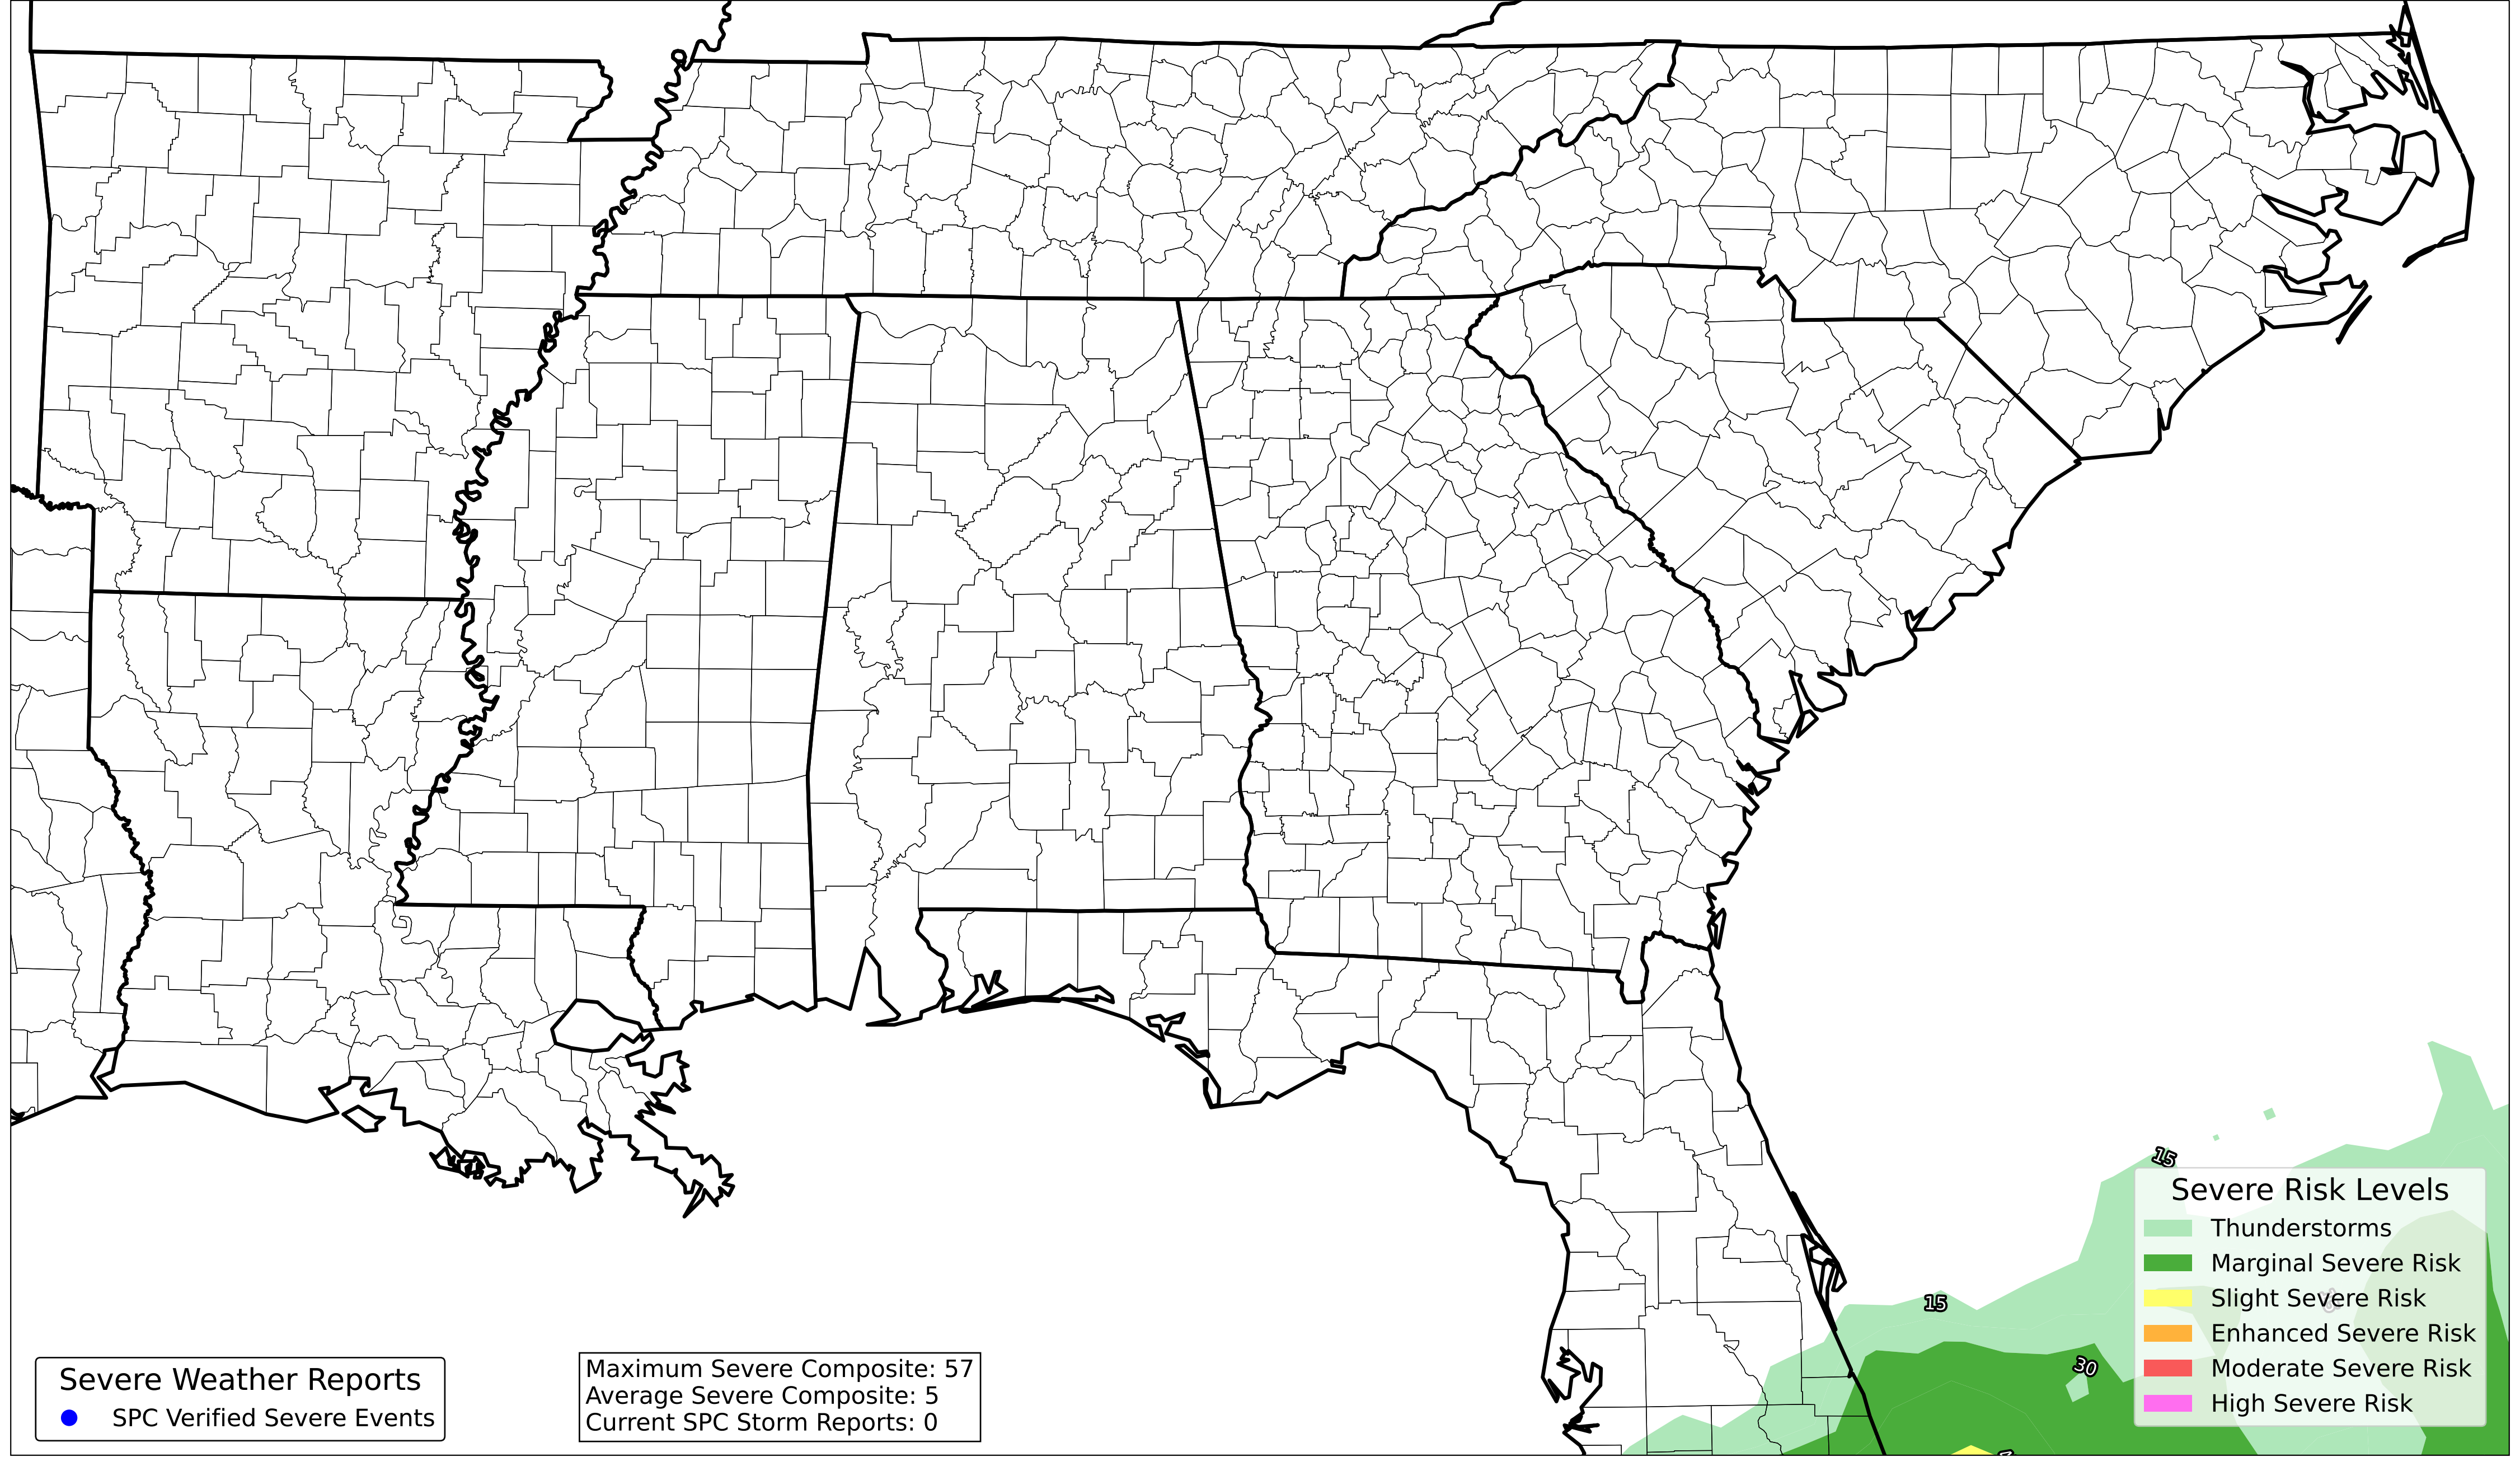 15
Severe Risk Levels
Thunderstorms
Marginal Severe Risk
15
Slight Severe Risk
Enhanced Severe Risk
30
Moderate Severe Risk
High Severe Risk
Severe Weather Reports
SPC Verified Severe Events
Maximum Severe Composite: 57
Average Severe Composite: 5
Current SPC Storm Reports: 0